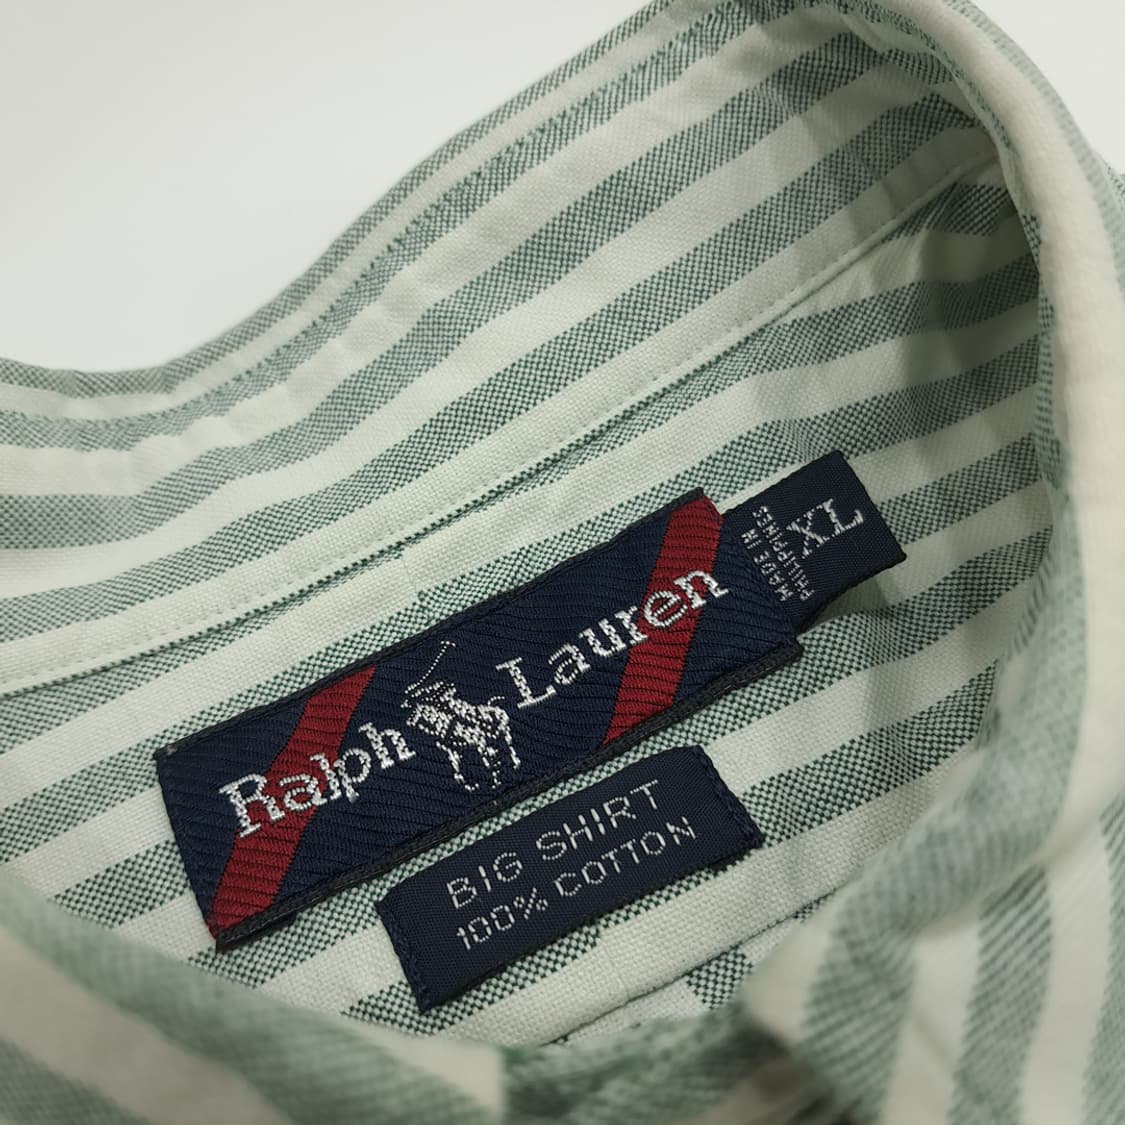 Ralph Lauren
XL
MADE IN
PHILIPPINES
BIG SHIRT
100% COTTON